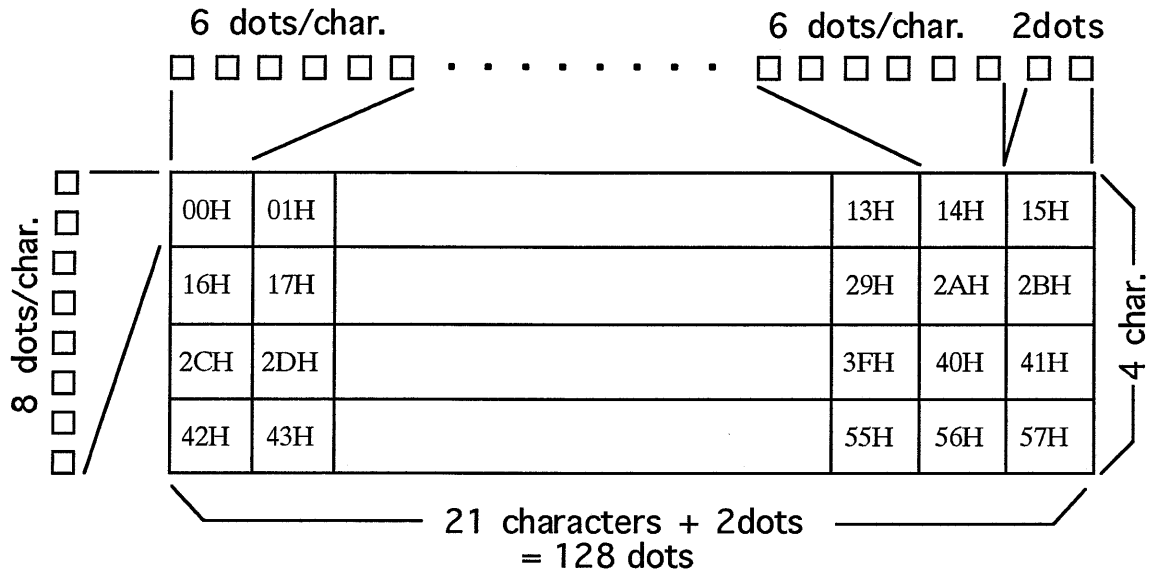 6 dots/char. 6 dots/char. 2dots
8 dots/char.
00H 01H 13H 14H 15H
16H 17H 29H 2AH 2BH
2CH 2DH 3FH 40H 41H
42H 43H 55H 56H 57H
4 char.
21 characters + 2dots
= 128 dots